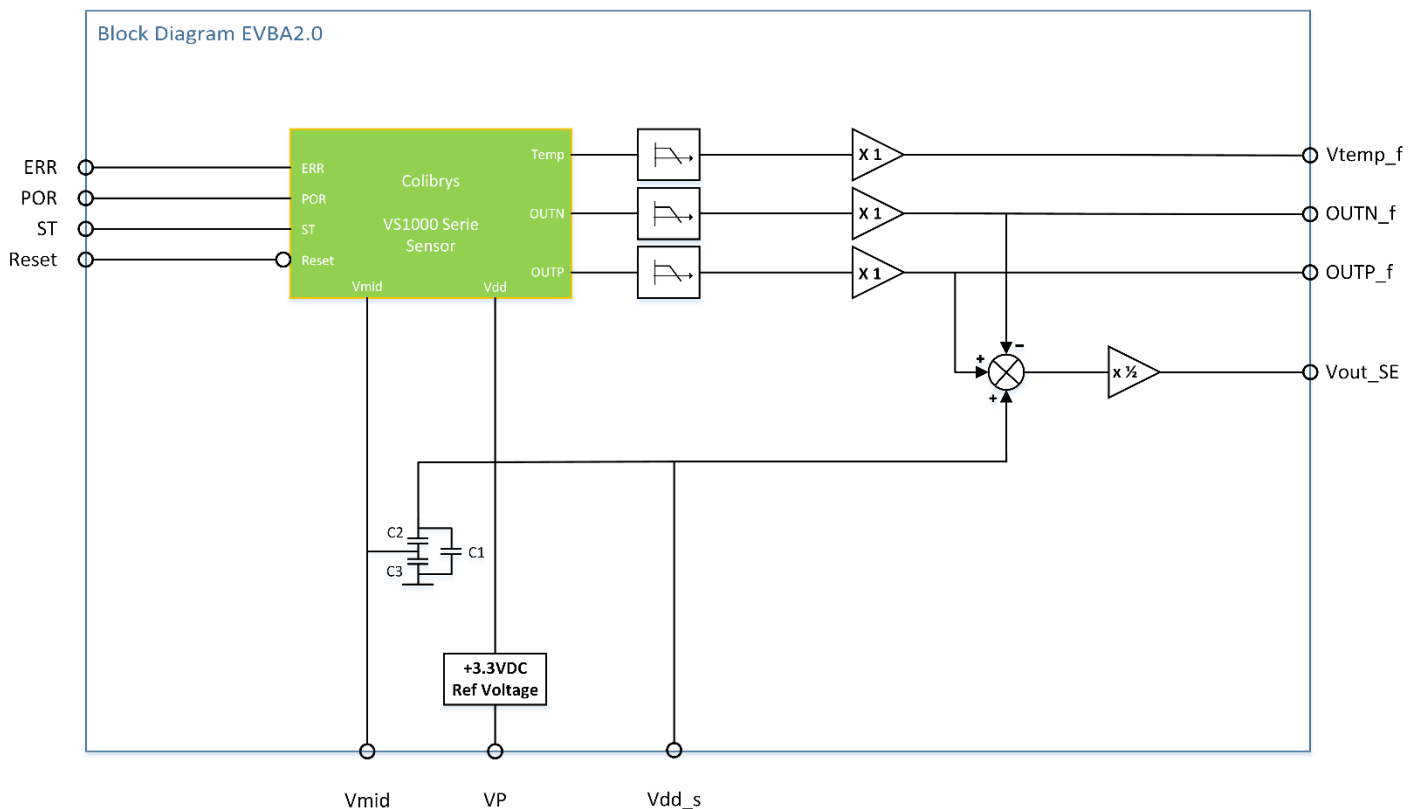 Block Diagram EVBA2.0
ERR
POR
ST
Reset
ERR
POR
ST
Reset
Colibrys
VS1000 Serie
Sensor
Temp
OUTN
OUTP
Vmid
Vdd
X 1
X 1
X 1
Vtemp_f
OUTN_f
OUTP_f
−
+
+
x ½
Vout_SE
C2
C1
C3
+3.3VDC
Ref Voltage
Vmid
VP
Vdd_s